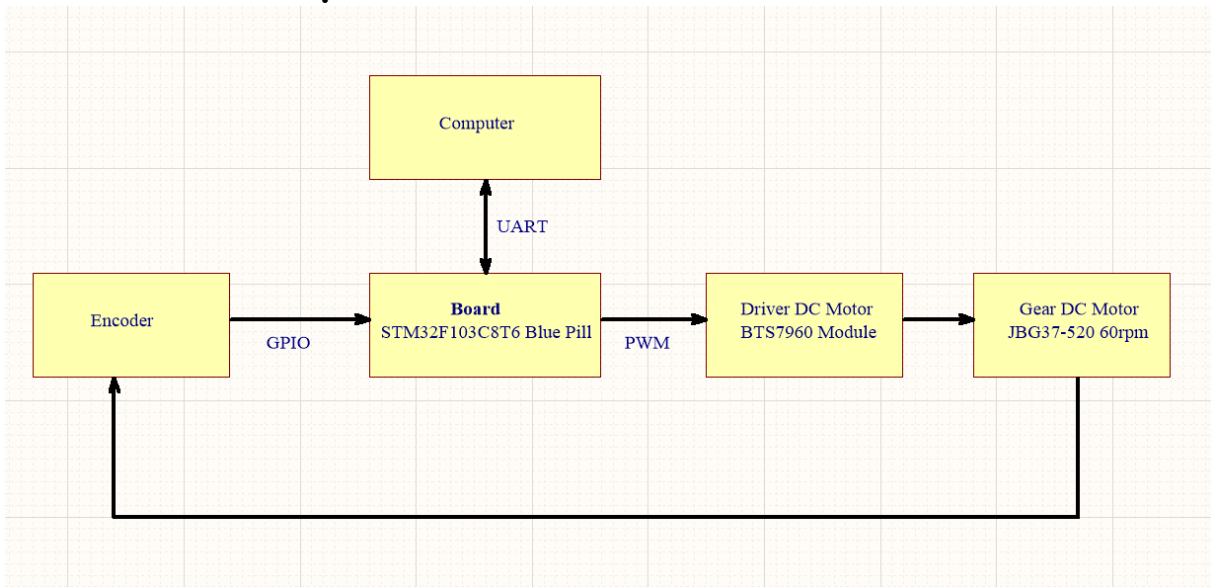 Computer
UART
Encoder
GPIO
Board
STM32F103C8T6 Blue Pill
PWM
Driver DC Motor
BTS7960 Module
Gear DC Motor
JBG37-520 60rpm